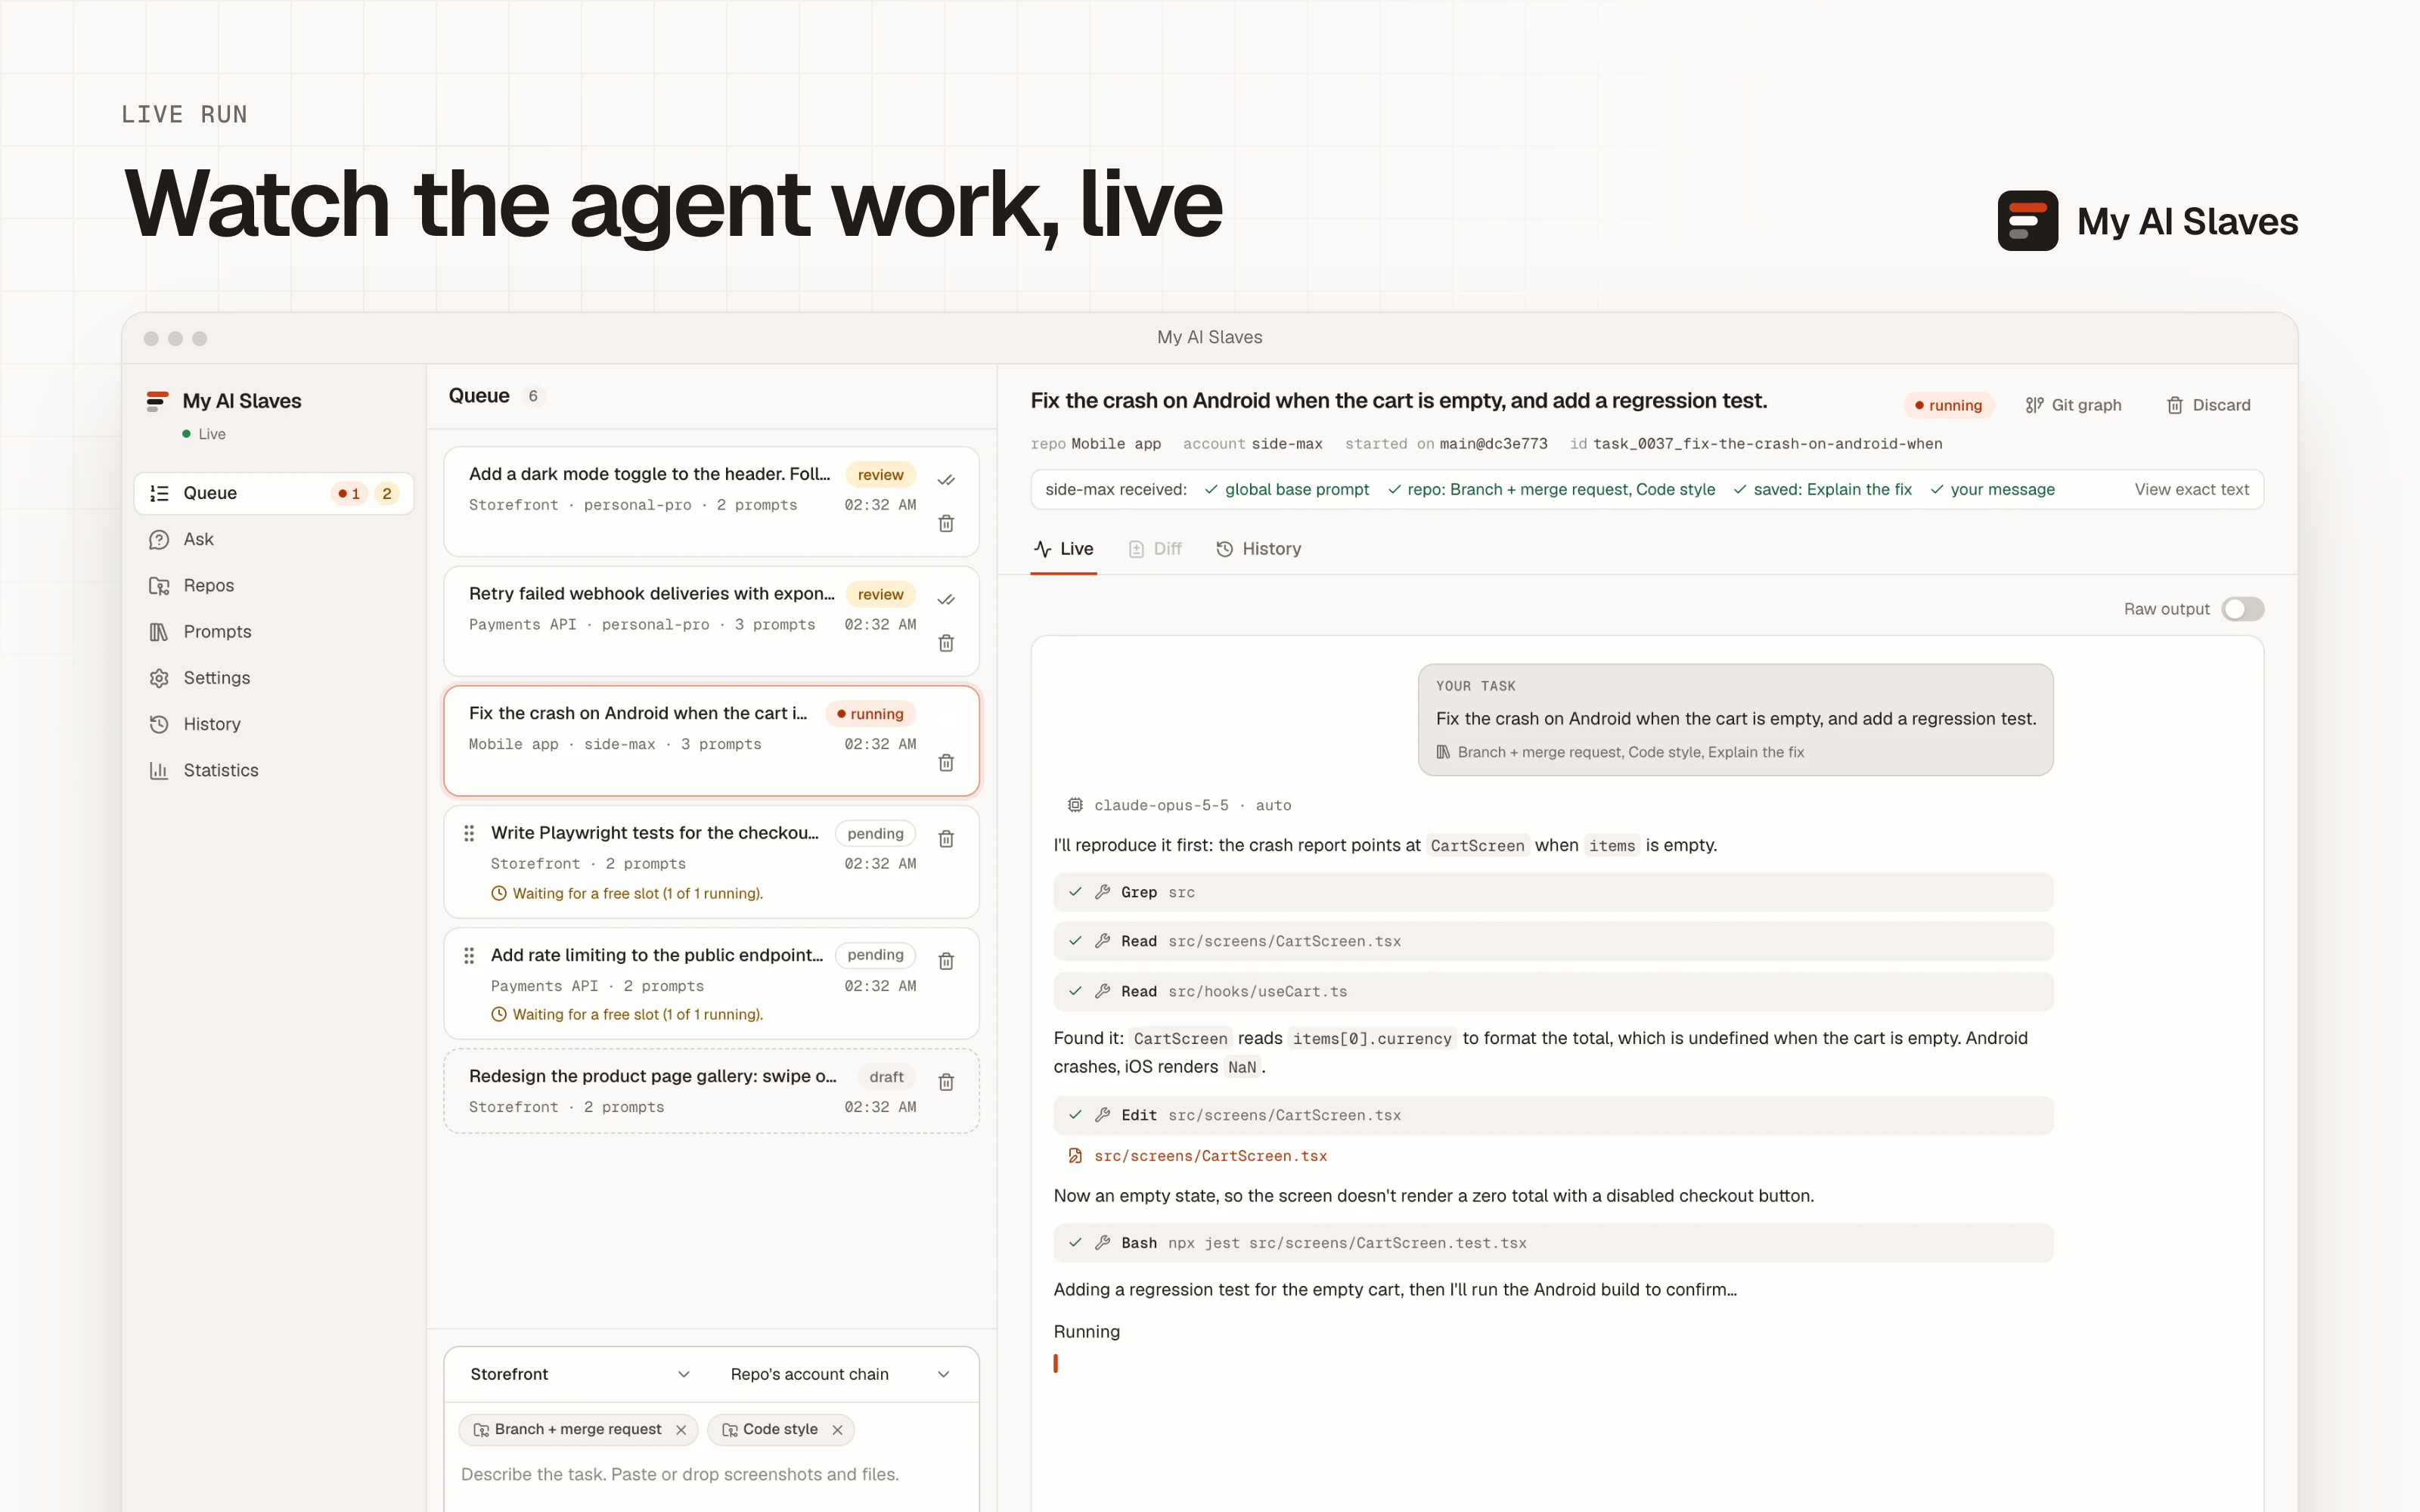 LIVE RUN
Watch the agent work, live
My AI Slaves
My AI Slaves
My AI Slaves
Live
Queue 1 2
Ask
Repos
Prompts
Settings
History
Statistics
Queue 6
Add a dark mode toggle to the header. Foll... review
Storefront · personal-pro · 2 prompts 02:32 AM
Retry failed webhook deliveries with expon... review
Payments API · personal-pro · 3 prompts 02:32 AM
Fix the crash on Android when the cart i... running
Mobile app · side-max · 3 prompts 02:32 AM
Write Playwright tests for the checkou... pending
Storefront · 2 prompts 02:32 AM
Waiting for a free slot (1 of 1 running).
Add rate limiting to the public endpoint... pending
Payments API · 2 prompts 02:32 AM
Waiting for a free slot (1 of 1 running).
Redesign the product page gallery: swipe o... draft
Storefront · 2 prompts 02:32 AM
Storefront Repo's account chain
Branch + merge request Code style
Describe the task. Paste or drop screenshots and files.
Fix the crash on Android when the cart is empty, and add a regression test. running Git graph Discard
repo Mobile app account side-max started on main@dc3e773 id task_0037_fix-the-crash-on-android-when
side-max received: global base prompt repo: Branch + merge request, Code style saved: Explain the fix your message View exact text
Live Diff History
Raw output
YOUR TASK
Fix the crash on Android when the cart is empty, and add a regression test.
Branch + merge request, Code style, Explain the fix
claude-opus-5-5 · auto
I'll reproduce it first: the crash report points at CartScreen when items is empty.
Grep src
Read src/screens/CartScreen.tsx
Read src/hooks/useCart.ts
Found it: CartScreen reads items[0].currency to format the total, which is undefined when the cart is empty. Android
crashes, iOS renders NaN.
Edit src/screens/CartScreen.tsx
src/screens/CartScreen.tsx
Now an empty state, so the screen doesn't render a zero total with a disabled checkout button.
Bash npx jest src/screens/CartScreen.test.tsx
Adding a regression test for the empty cart, then I'll run the Android build to confirm...
Running